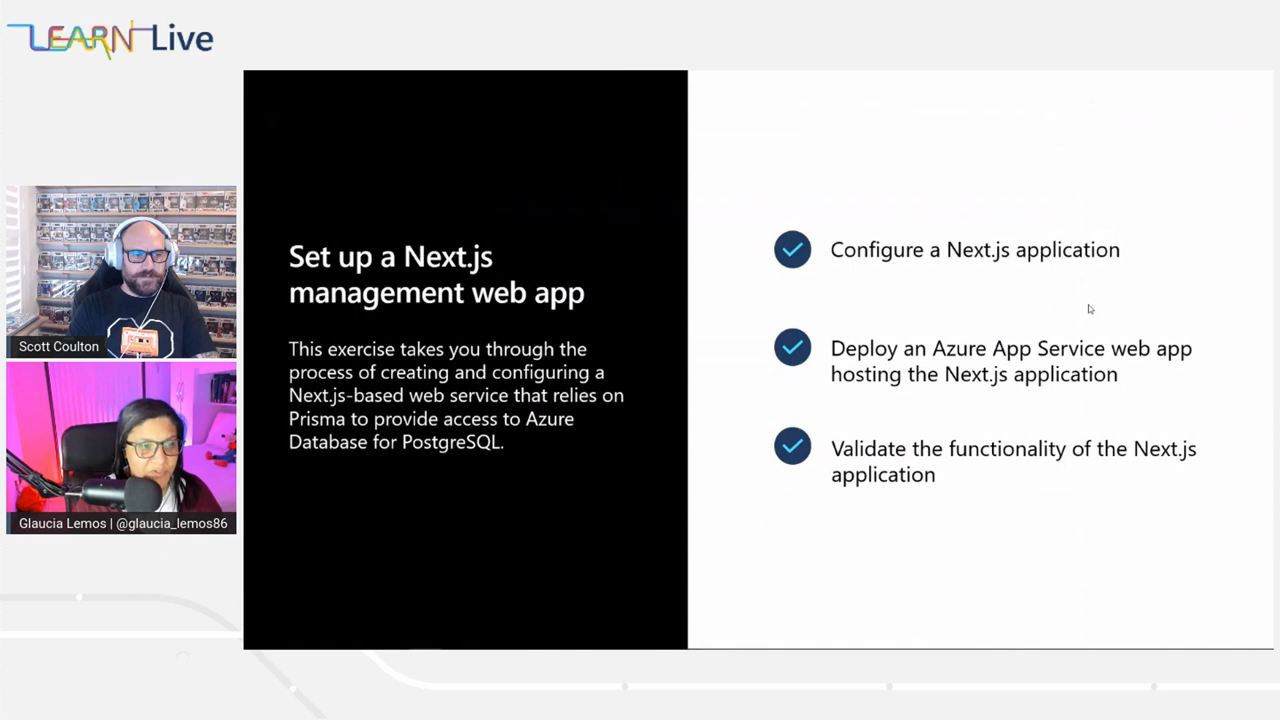 LEARN Live
Set up a Next.js
management web app
This exercise takes you through the
process of creating and configuring a
Next.js-based web service that relies on
Prisma to provide access to Azure
Database for PostgreSQL.
Configure a Next.js application
Deploy an Azure App Service web app
hosting the Next.js application
Validate the functionality of the Next.js
application
Scott Coulton
Glaucia Lemos | @glaucia_lemos86